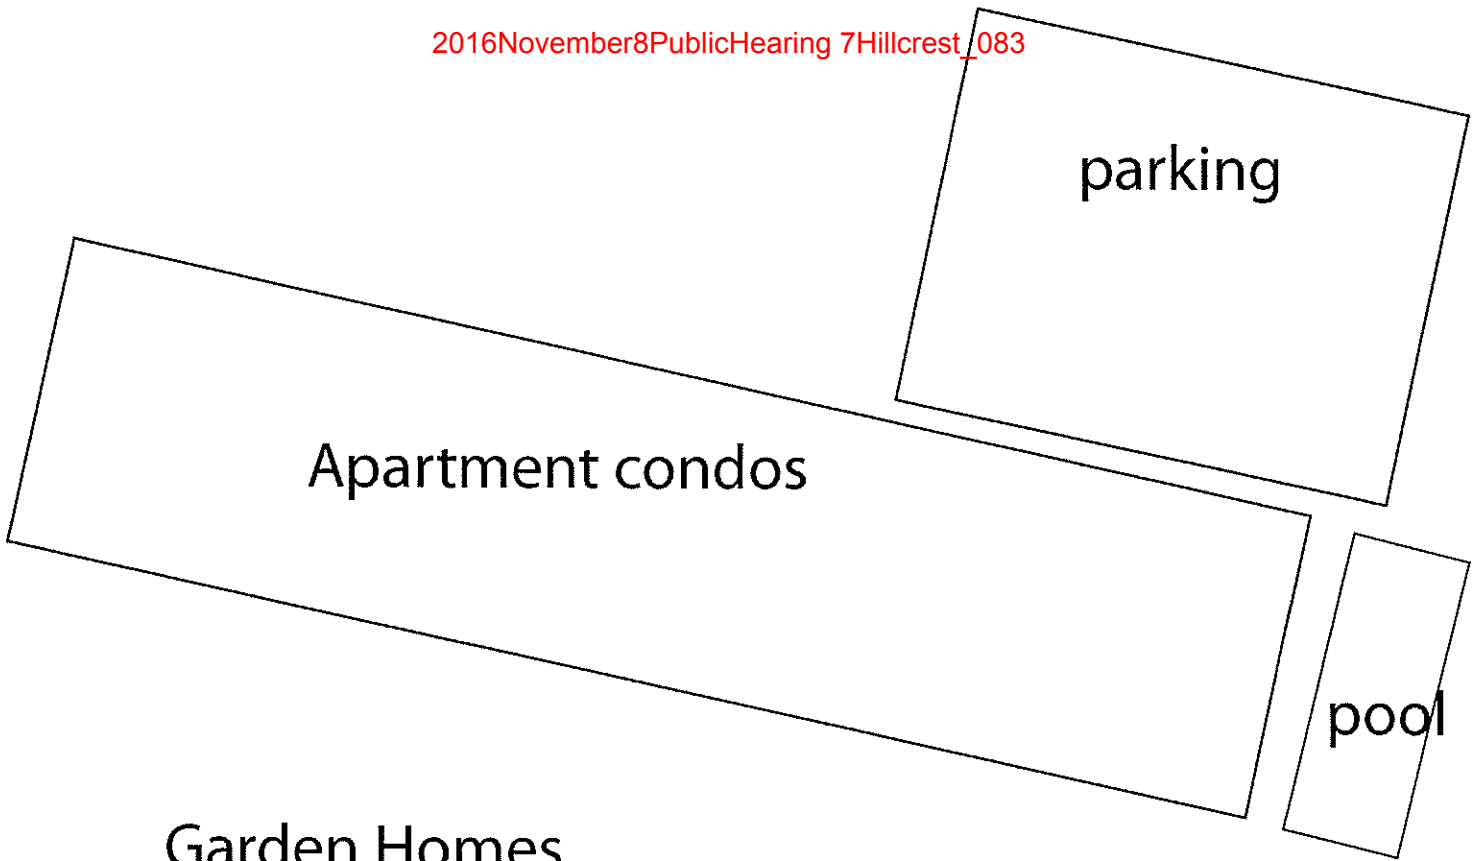 2016November8PublicHearing 7Hillcrest_083
parking
Apartment condos
pool
Garden Homes